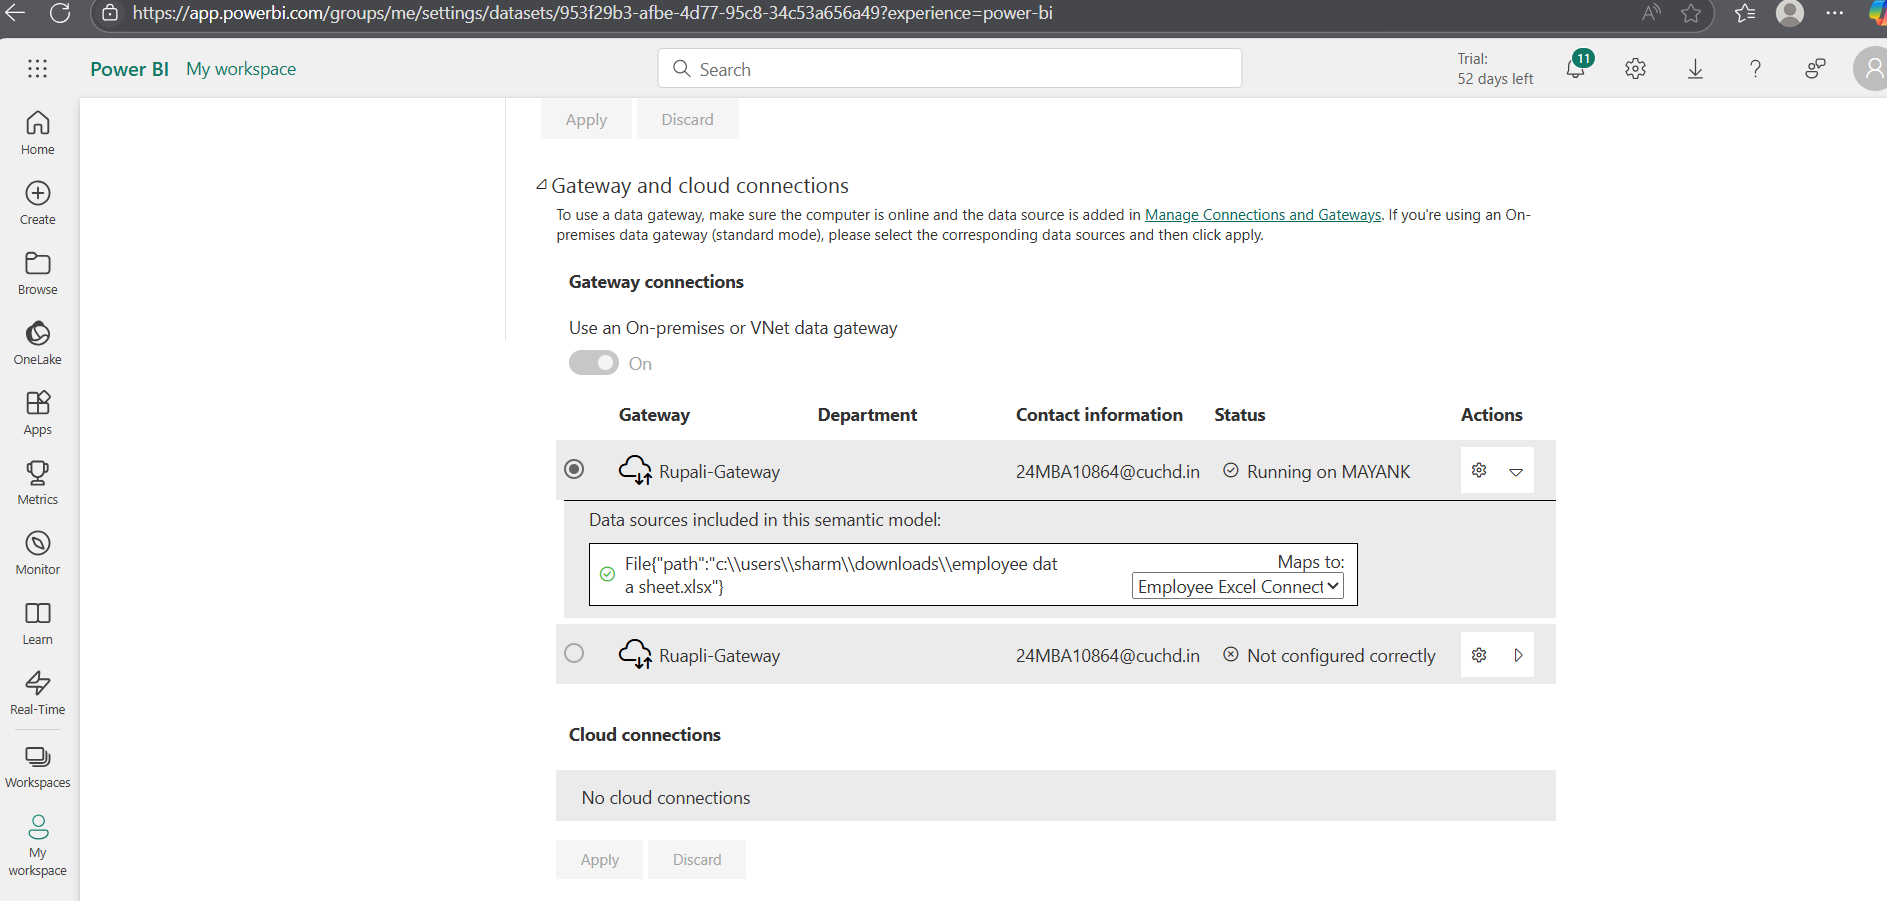 https://app.powerbi.com/groups/me/settings/datasets/953f29b3-afbe-4d77-95c8-34c53a656a49?experience=power-bi
Power BI My workspace
Search
Trial:
52 days left
11
Home
Create
Browse
OneLake
Apps
Metrics
Monitor
Learn
Real-Time
Workspaces
My
workspace
Apply Discard
Gateway and cloud connections
To use a data gateway, make sure the computer is online and the data source is added in Manage Connections and Gateways. If you're using an On-
premises data gateway (standard mode), please select the corresponding data sources and then click apply.
Gateway connections
Use an On-premises or VNet data gateway
On
Gateway Department Contact information Status Actions
Rupali-Gateway 24MBA10864@cuchd.in Running on MAYANK
Data sources included in this semantic model:
File{"path":"c:\\users\\sharm\\downloads\\employee dat
a sheet.xlsx"}
Maps to:
Employee Excel Connect
Ruapli-Gateway 24MBA10864@cuchd.in Not configured correctly
Cloud connections
No cloud connections
Apply Discard